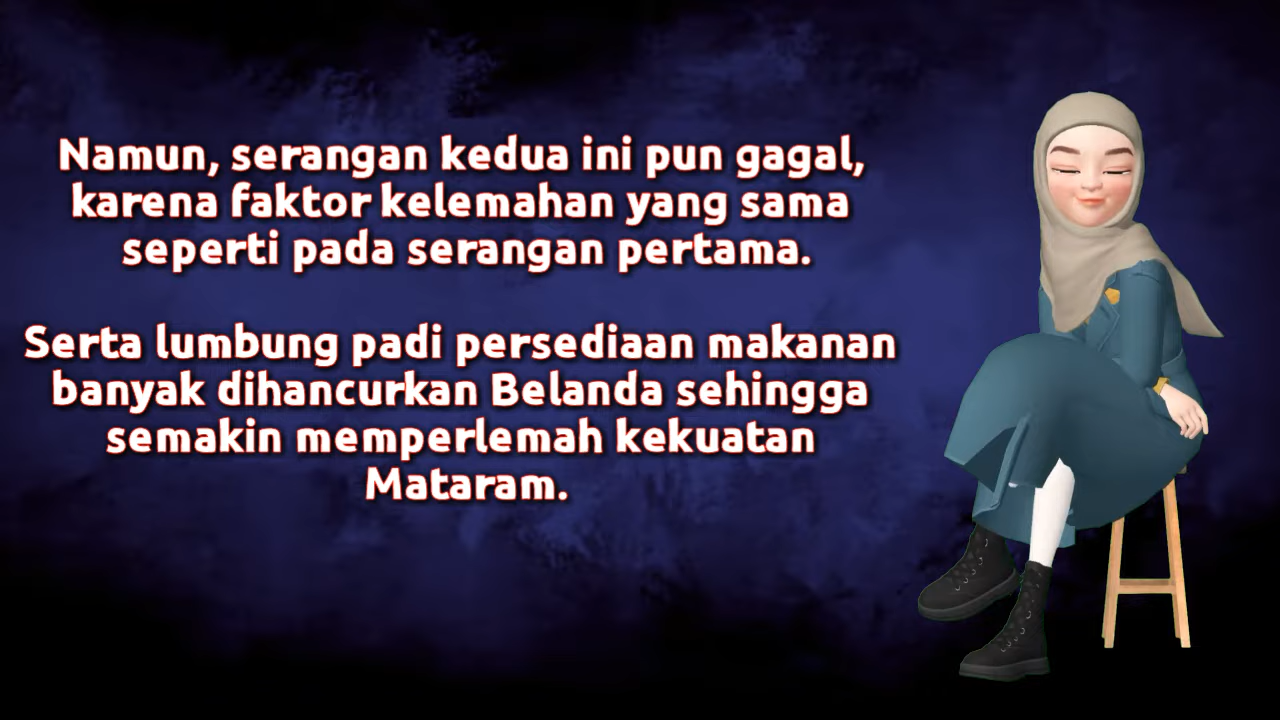 Namun, serangan kedua ini pun gagal,
karena faktor kelemahan yang sama
seperti pada serangan pertama.
Serta lumbung padi persediaan makanan
banyak dihancurkan Belanda sehingga
semakin memperlemah kekuatan
Mataram.